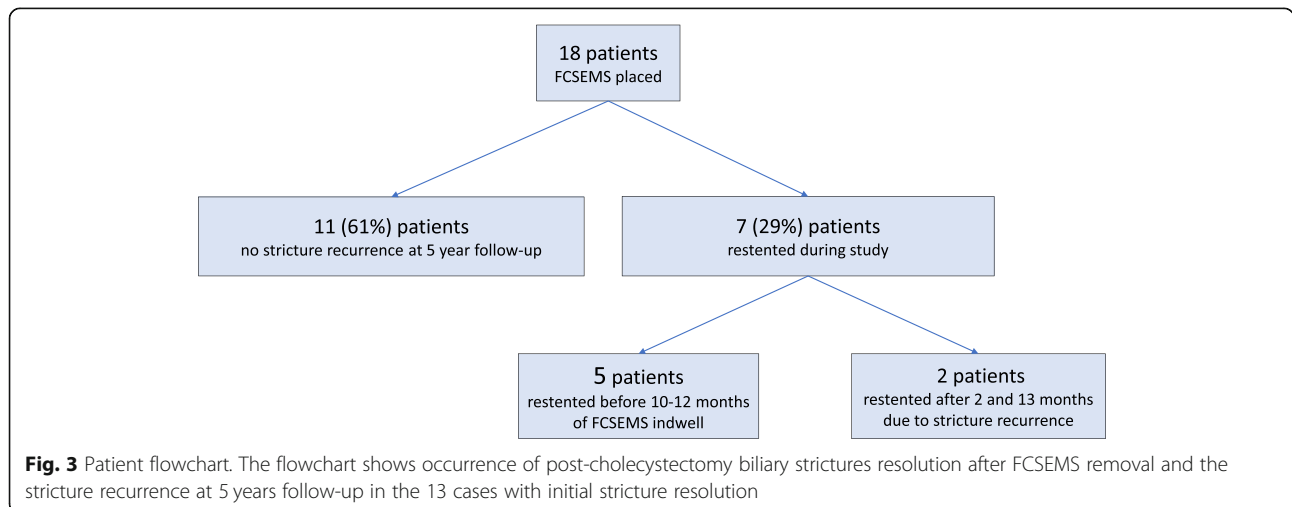 18 patients
FCSEMS placed
11 (61%) patients
no stricture recurrence at 5 year follow-up
7 (29%) patients
restented during study
5 patients
restented before 10-12 months
of FCSEMS indwell
2 patients
restented after 2 and 13 months
due to stricture recurrence
Fig. 3 Patient flowchart. The flowchart shows occurrence of post-cholecystectomy biliary strictures resolution after FCSEMS removal and the
stricture recurrence at 5 years follow-up in the 13 cases with initial stricture resolution